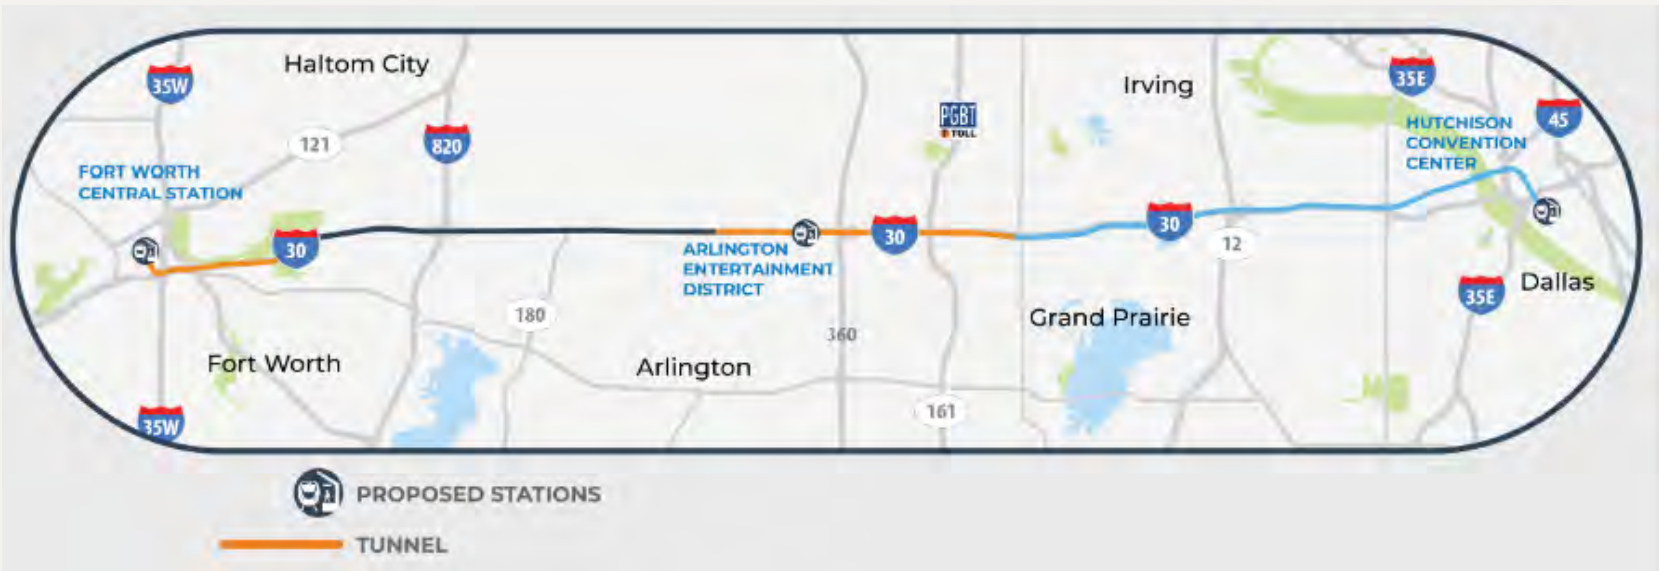 Haltom City
35W
121
820
FORT WORTH
CENTRAL STATION
30
PGBT
TOLL
Irving
35E
45
HUTCHISON
CONVENTION
CENTER
30
30
12
ARLINGTON
ENTERTAINMENT
DISTRICT
Dallas
35E
180
360
Grand Prairie
Fort Worth
Arlington
161
35W
PROPOSED STATIONS
TUNNEL